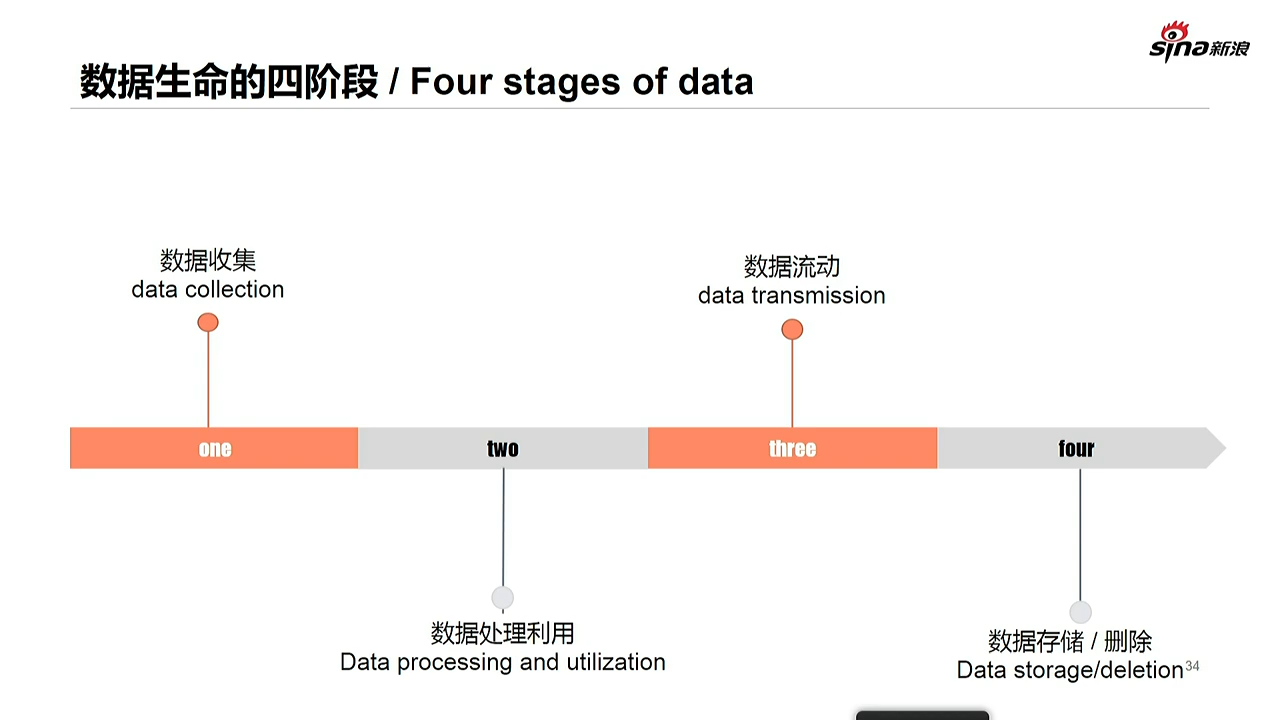 sina新浪
数据生命的四阶段 / Four stages of data
数据收集
data collection
数据流动
data transmission
one
two
three
four
数据处理利用
Data processing and utilization
数据存储 / 删除
Data storage/deletion
34